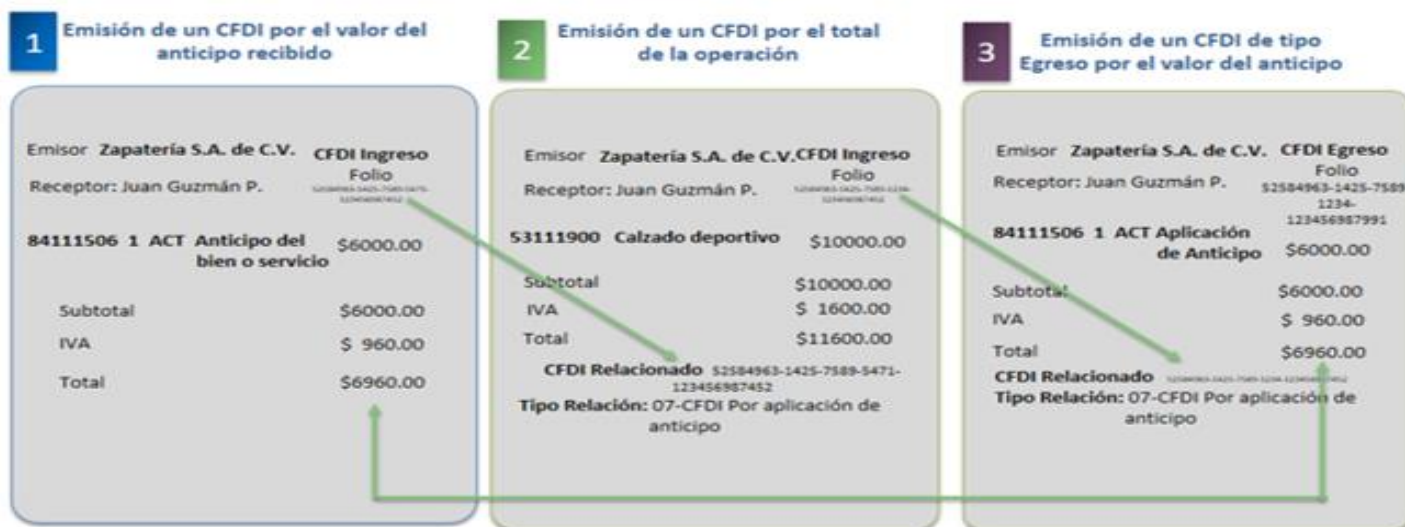 1
Emisión de un CFDI por el valor del
anticipo recibido
Emisor Zapatería S.A. de C.V. CFDI Ingreso
Folio
Receptor: Juan Guzmán P.
84111506 1 ACT Anticipo del $6000.00
bien o servicio
Subtotal $6000.00
IVA $ 960.00
Total $6960.00
2
Emisión de un CFDI por el total
de la operación
Emisor Zapatería S.A. de C.V. CFDI Ingreso
Folio
Receptor: Juan Guzmán P.
53111900 Calzado deportivo $10000.00
Subtotal $10000.00
IVA $ 1600.00
Total $11600.00
CFDI Relacionado 52584963-1425-7589-5471-
123456987452
Tipo Relación: 07-CFDI Por aplicación de
anticipo
3
Emisión de un CFDI de tipo
Egreso por el valor del anticipo
Emisor Zapatería S.A. de C.V. CFDI Egreso
Folio
Receptor: Juan Guzmán P. 52584963-1425-7589
1234-
123456987991
84111506 1 ACT Aplicación $6000.00
de Anticipo
Subtotal $6000.00
IVA $ 960.00
Total $6960.00
CFDI Relacionado
Tipo Relación: 07-CFDI Por aplicación de
anticipo